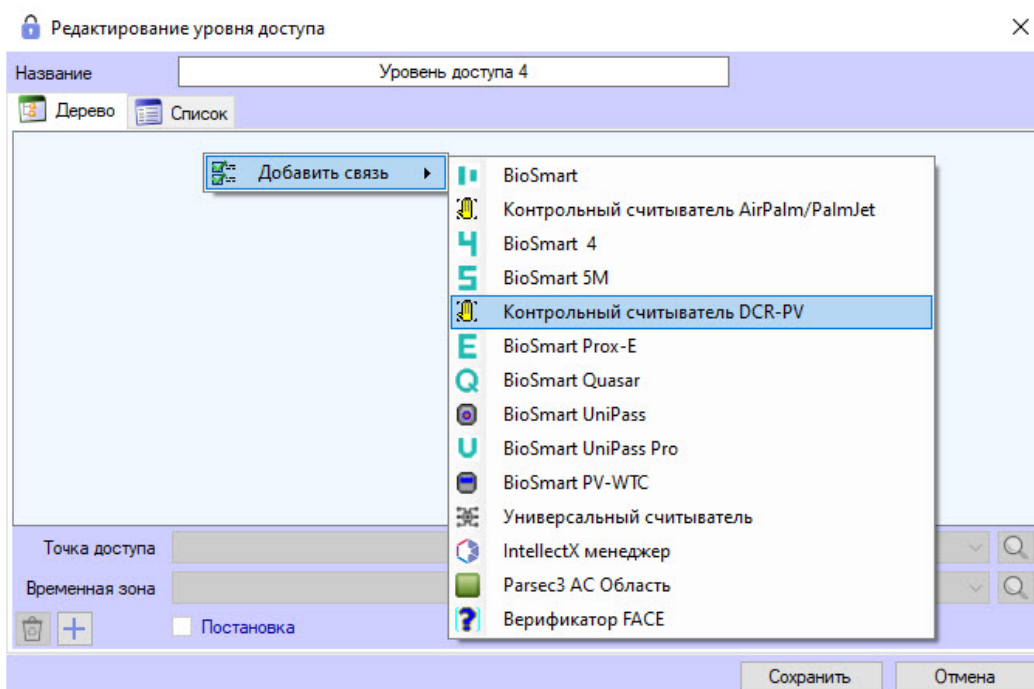 Редактирование уровня доступа
Название
Уровень доступа 4
Дерево
Список
Добавить связь
BioSmart
Контрольный считыватель AirPalm/PalmJet
BioSmart 4
BioSmart 5M
Контрольный считыватель DCR-PV
BioSmart Prox-E
BioSmart Quasar
BioSmart UniPass
BioSmart UniPass Pro
BioSmart PV-WTC
Универсальный считыватель
IntellectX менеджер
Parsec3 AC Область
Верификатор FACE
Точка доступа
Временная зона
Постановка
Сохранить
Отмена